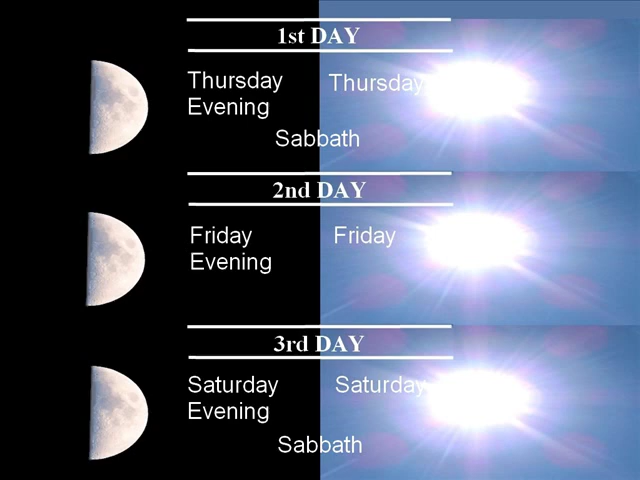 1st DAY
Thursday Thursday
Evening
Sabbath
2nd DAY
Friday Friday
Evening
3rd DAY
Saturday Saturday
Evening
Sabbath